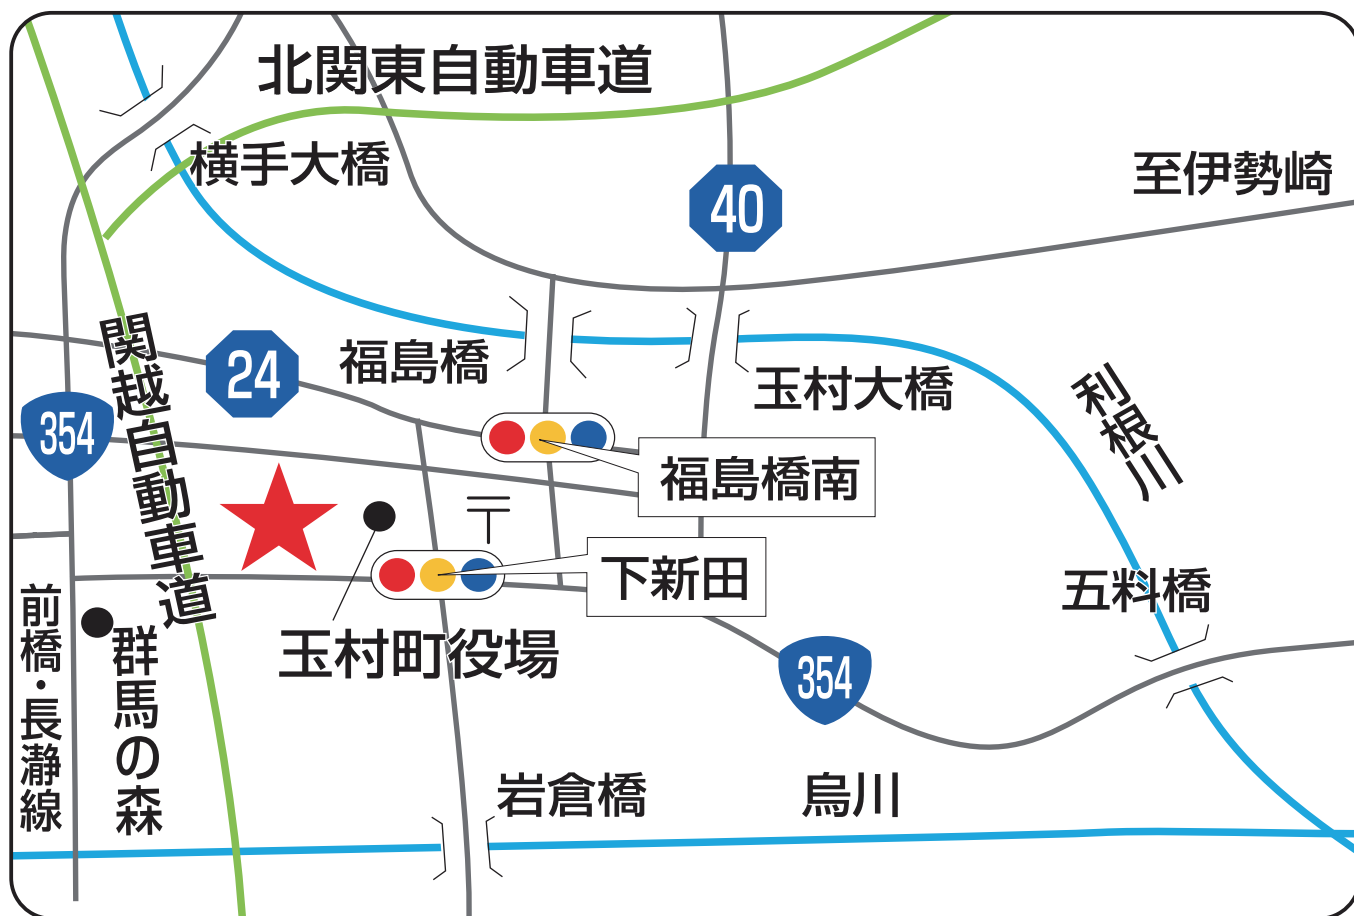 北関東自動車道
横手大橋
至伊勢崎
40
関越自動車道
24
福島橋
玉村大橋
利根川
354
福島橋南
〒
下新田
五料橋
前橋・長瀞線
群馬の森
玉村町役場
354
岩倉橋
烏川